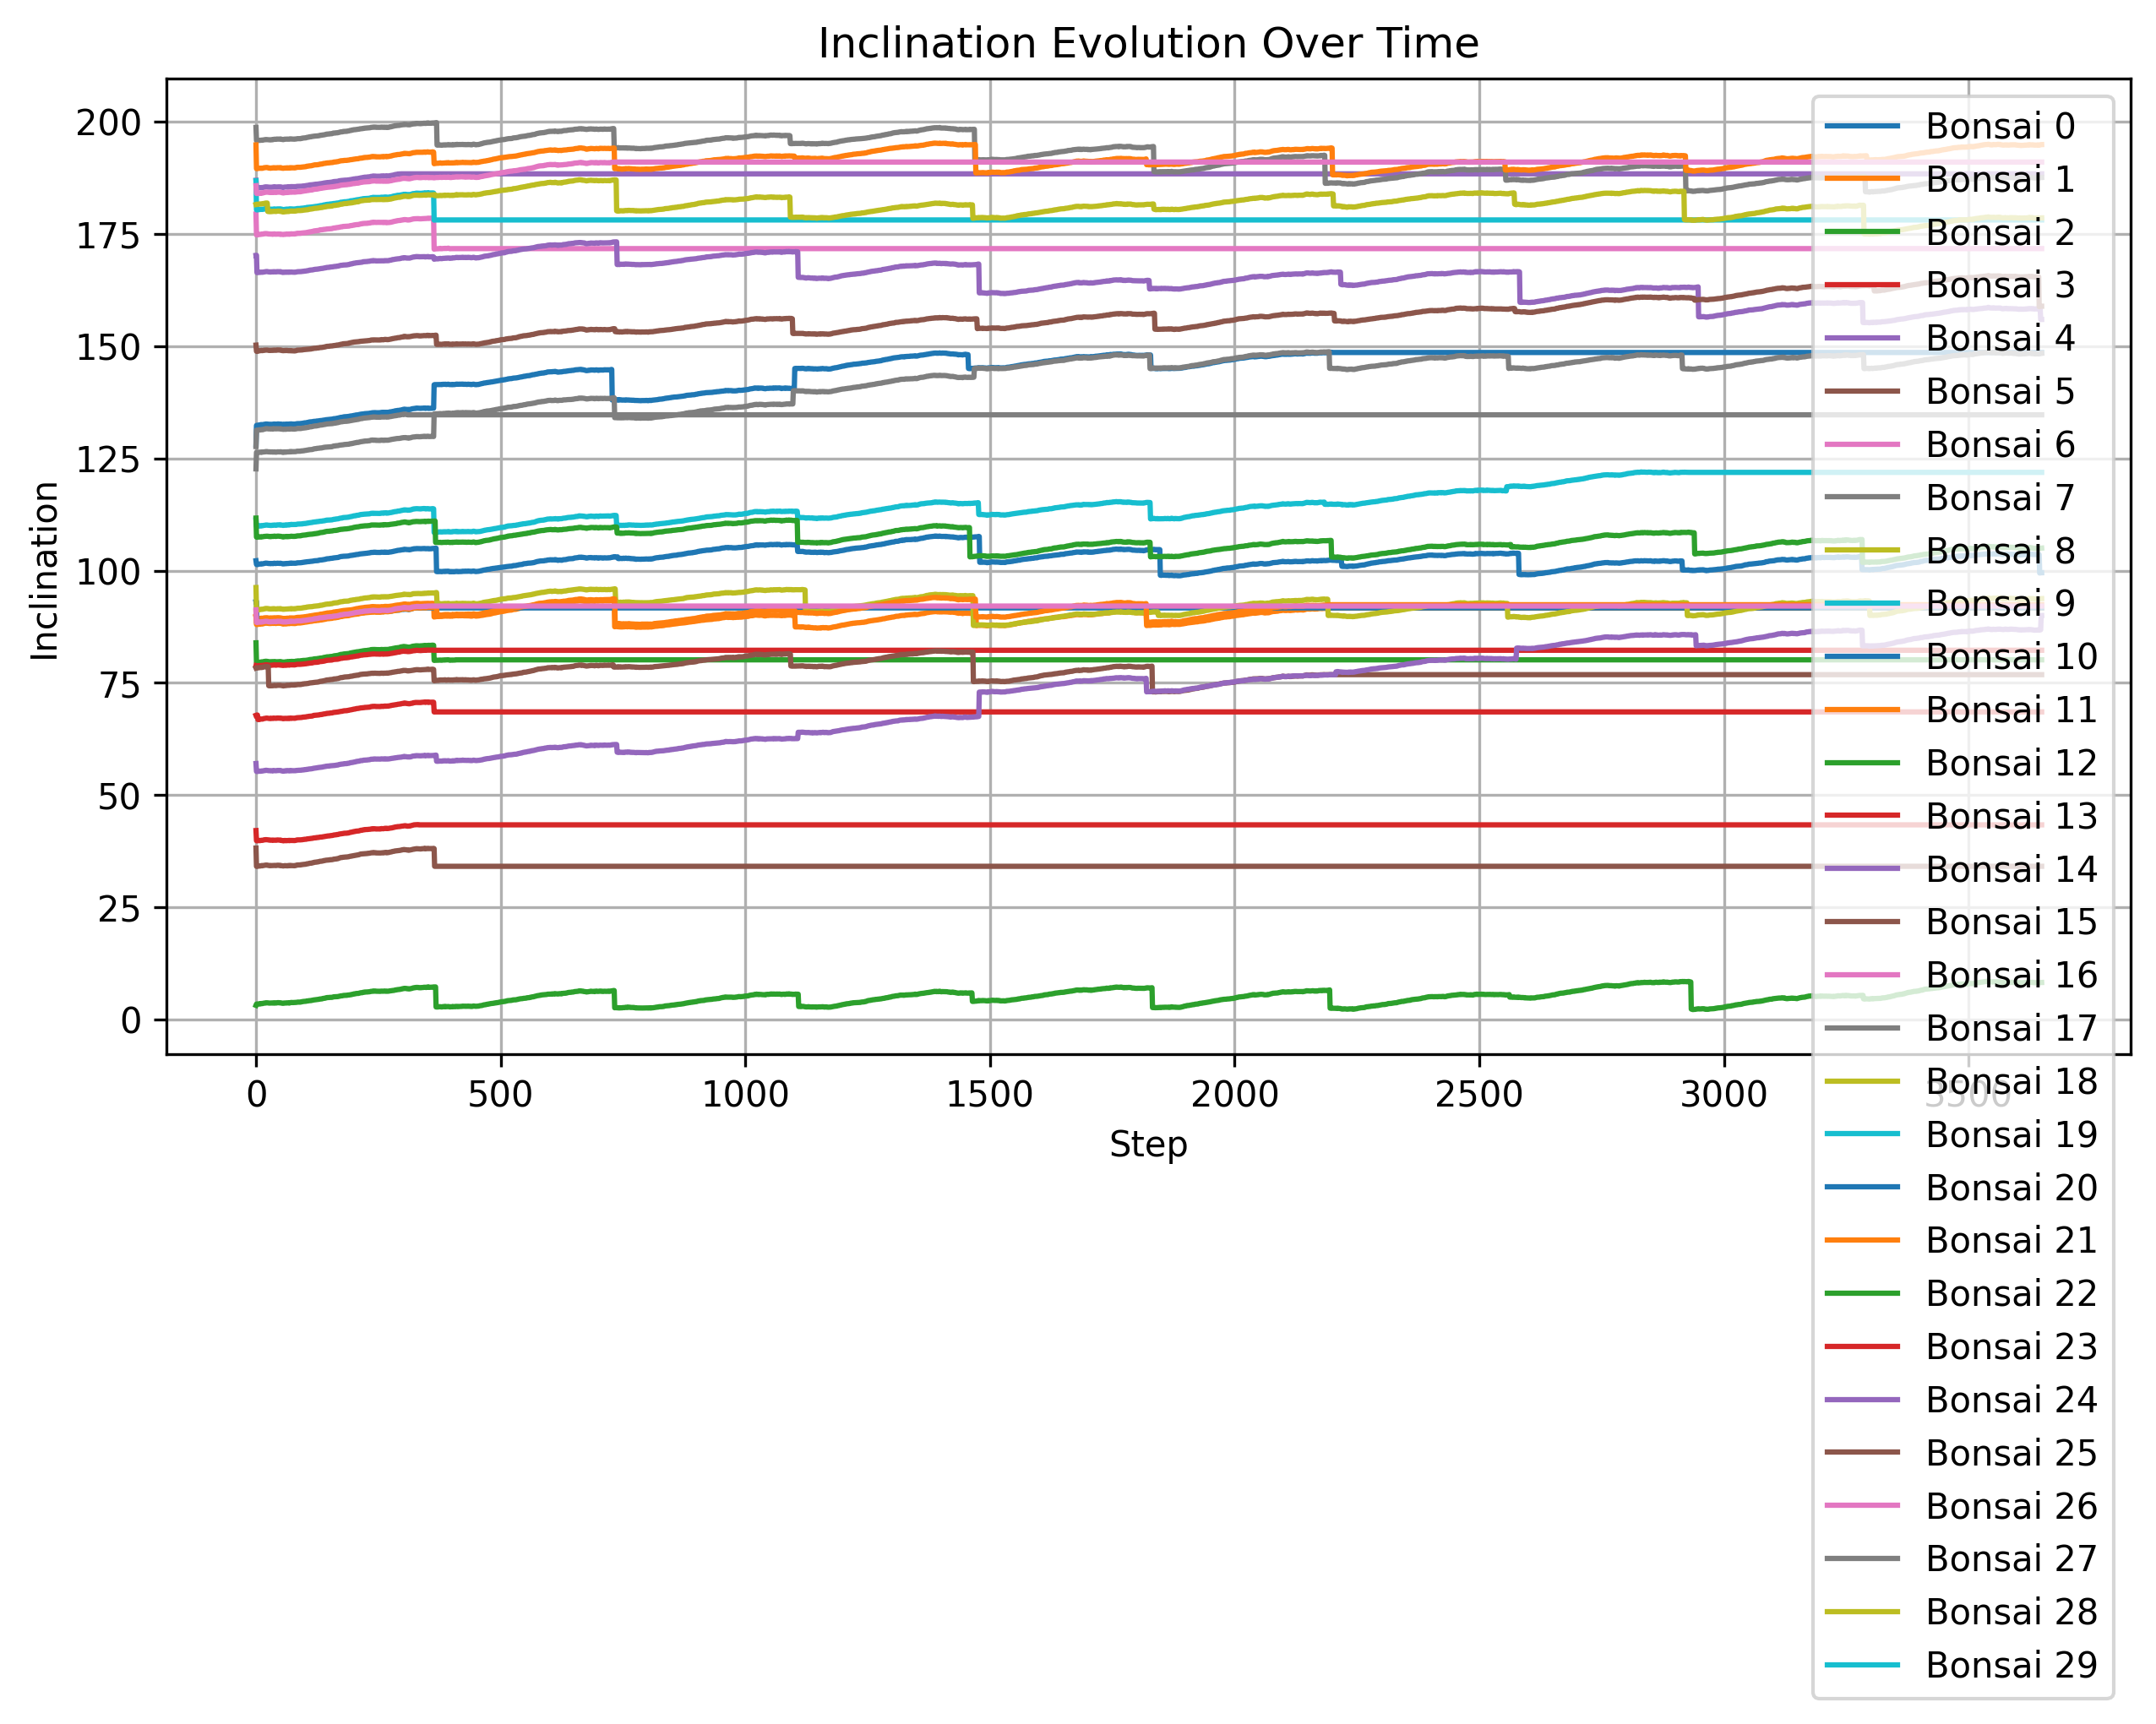 Inclination Evolution Over Time
Inclination
200
175
150
125
100
75
50
25
0
0
500
1000
1500
2000
2500
3000
3500
Step
Bonsai 0
Bonsai 1
Bonsai 2
Bonsai 3
Bonsai 4
Bonsai 5
Bonsai 6
Bonsai 7
Bonsai 8
Bonsai 9
Bonsai 10
Bonsai 11
Bonsai 12
Bonsai 13
Bonsai 14
Bonsai 15
Bonsai 16
Bonsai 17
Bonsai 18
Bonsai 19
Bonsai 20
Bonsai 21
Bonsai 22
Bonsai 23
Bonsai 24
Bonsai 25
Bonsai 26
Bonsai 27
Bonsai 28
Bonsai 29